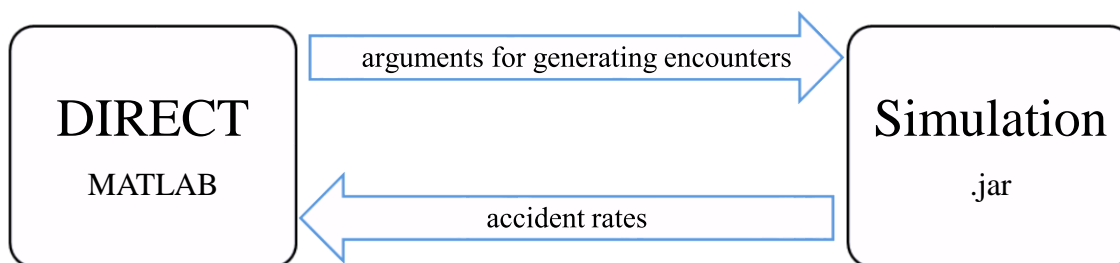 DIRECT
MATLAB
arguments for generating encounters
accident rates
Simulation
.jar